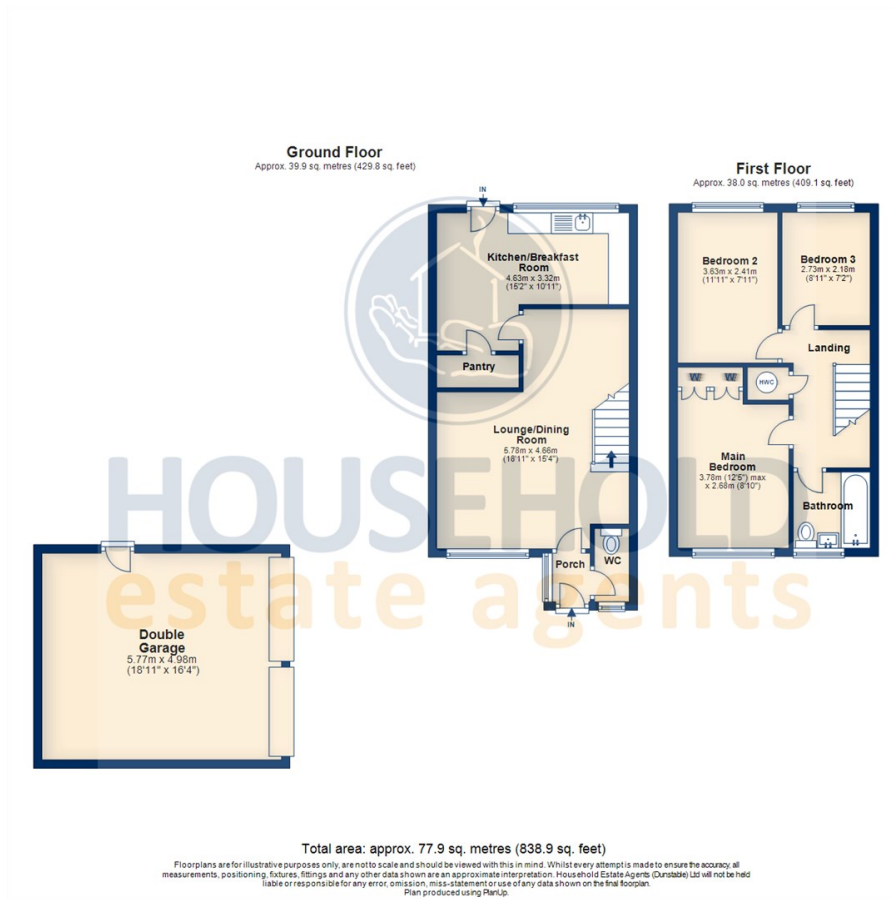 Ground Floor
Approx. 39.9 sq. metres (429.8 sq. feet)
First Floor
Approx. 38.0 sq. metres (409.1 sq. feet)
IN
Kitchen/Breakfast
Room
4.63m x 3.32m
(15'2" x 10'11")
Pantry
Lounge/Dining
Room
5.78m x 4.66m
(18'11" x 15'4")
Porch
WC
IN
Bedroom 2
3.63m x 2.41m
(11'11" x 7'11")
Bedroom 3
2.73m x 2.18m
(8'11" x 7'2")
Landing
W
W
HWC
Main
Bedroom
3.78m (12'5") max
x 2.68m (8'10")
Bathroom
HOUSEHOLD
estate agents
Double
Garage
5.77m x 4.98m
(18'11" x 16'4")
Total area: approx. 77.9 sq. metres (838.9 sq. feet)
Floorplans are for illustrative purposes only, are not to scale and should be viewed with this in mind. Whilst every attempt is made to ensure the accuracy, all
measurements, positioning, fixtures, fittings and any other data shown are an approximate interpretation. Household Estate Agents (Dunstable) Ltd will not be held
liable or responsible for any error, omission, miss-statement or use of any data shown on the final floorplan.
Plan produced using PlanUp.